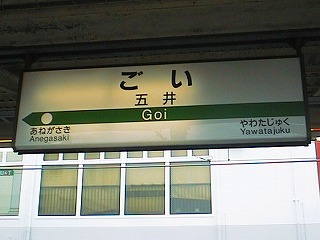 ごい
五井
Goi
あねがさき
Anegasaki
やわたじゅく
Yawatajuku